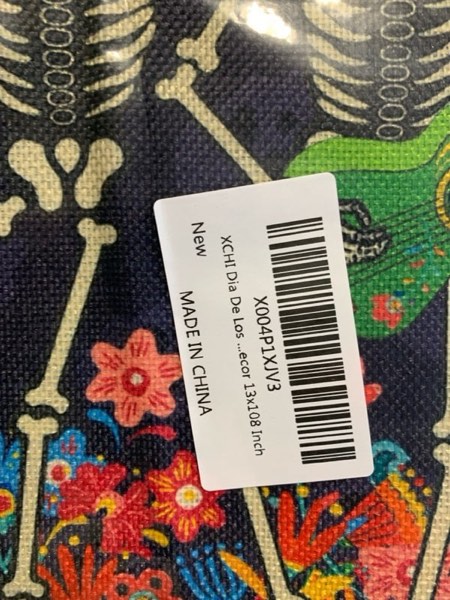 X004P1XJV3
XCHI Dia De Los ...ecor 13x108 Inch
New
MADE IN CHINA